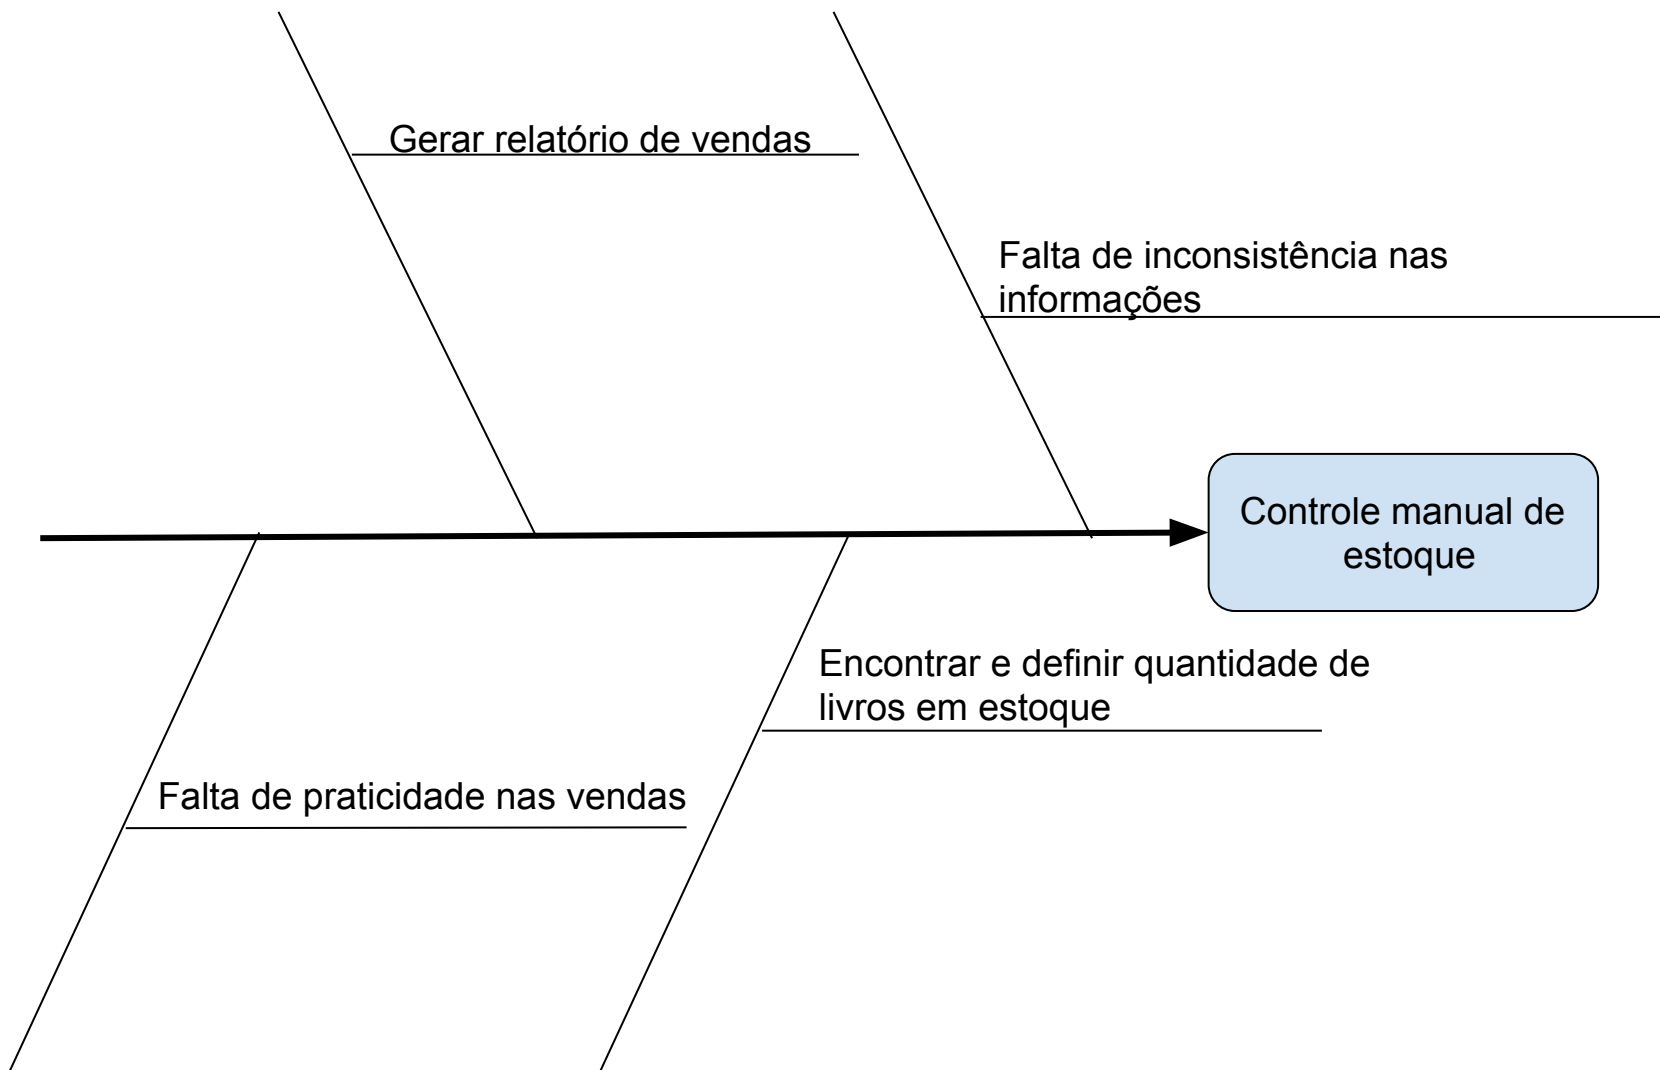 Gerar relatório de vendas
Falta de inconsistência nas
informações
Controle manual de
estoque
Encontrar e definir quantidade de
livros em estoque
Falta de praticidade nas vendas